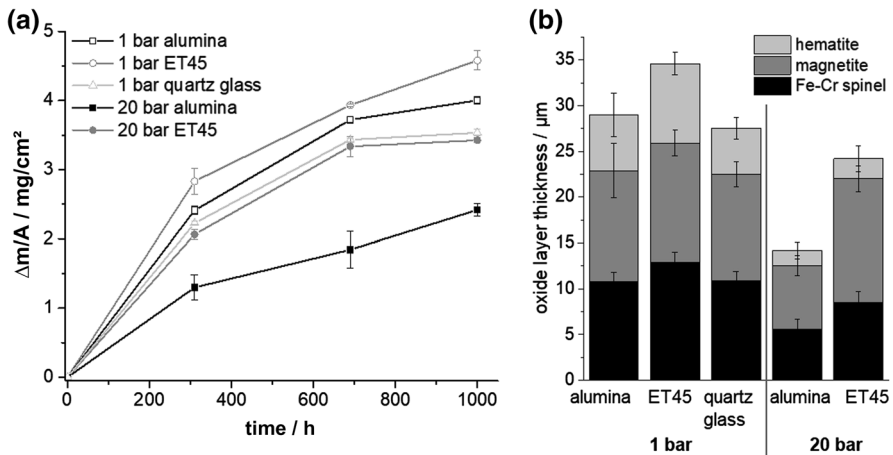 (a)
5
4
3
2
1
0
Δm/A / mg/cm²
1 bar alumina
1 bar ET45
1 bar quartz glass
20 bar alumina
20 bar ET45
0 200 400 600 800 1000
time / h
(b)
hematite
magnetite
Fe-Cr spinel
35
30
25
20
15
10
5
0
oxide layer thickness / µm
alumina ET45 quartz alumina ET45
glass
1 bar 20 bar